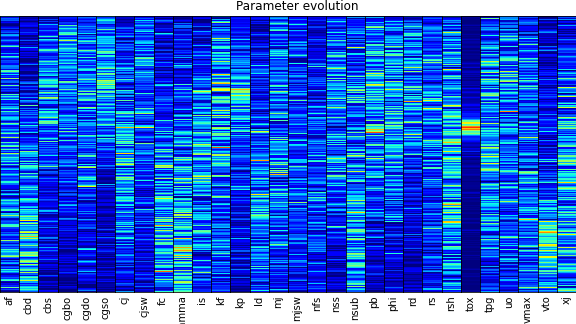 Parameter evolution
af
cbd
cbs
cgbo
cgdo
cgso
cj
cjsw
fc
mma
is
kf
kp
ld
mj
mjsw
nfs
nss
nsub
pb
phi
rd
rs
rsh
tox
tpg
uo
vmax
vto
xj